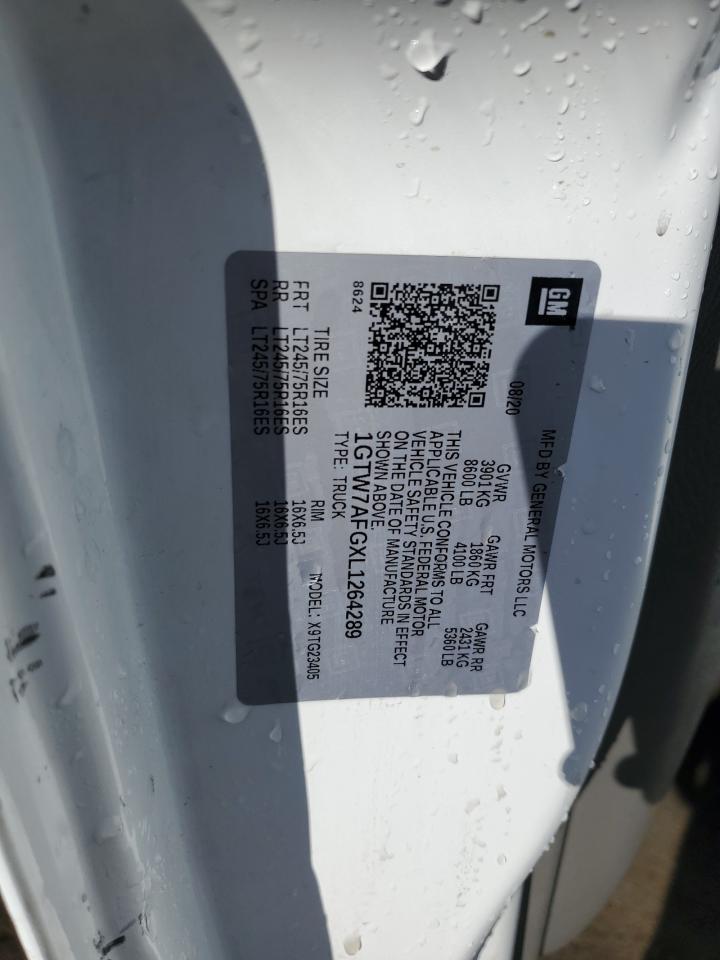 GM
MFD BY GENERAL MOTORS LLC
08/20
GVWR GAWR FRT GAWR RR
3901 KG 1860 KG 2431 KG
8600 LB 4100 LB 5360 LB
THIS VEHICLE CONFORMS TO ALL
APPLICABLE U.S. FEDERAL MOTOR
VEHICLE SAFETY STANDARDS IN EFFECT
ON THE DATE OF MANUFACTURE
SHOWN ABOVE.
1GTW7AFGXL1264289
8624
TYPE: TRUCK
MODEL: X9TG23405
TIRE SIZE RIM
FRT LT245/75R16ES 16X6.5J
RR LT245/75R16ES 16X6.5J
SPA LT245/75R16ES 16X6.5J